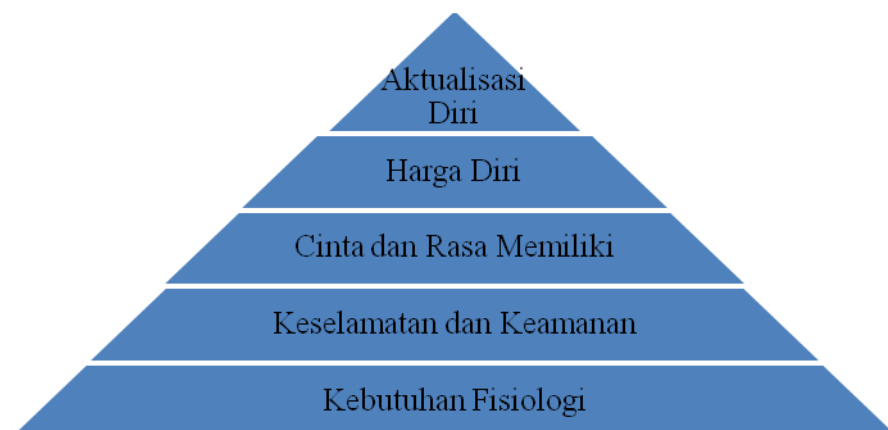 Aktualisasi
Diri
Harga Diri
Cinta dan Rasa Memiliki
Keselamatan dan Keamanan
Kebutuhan Fisiologi